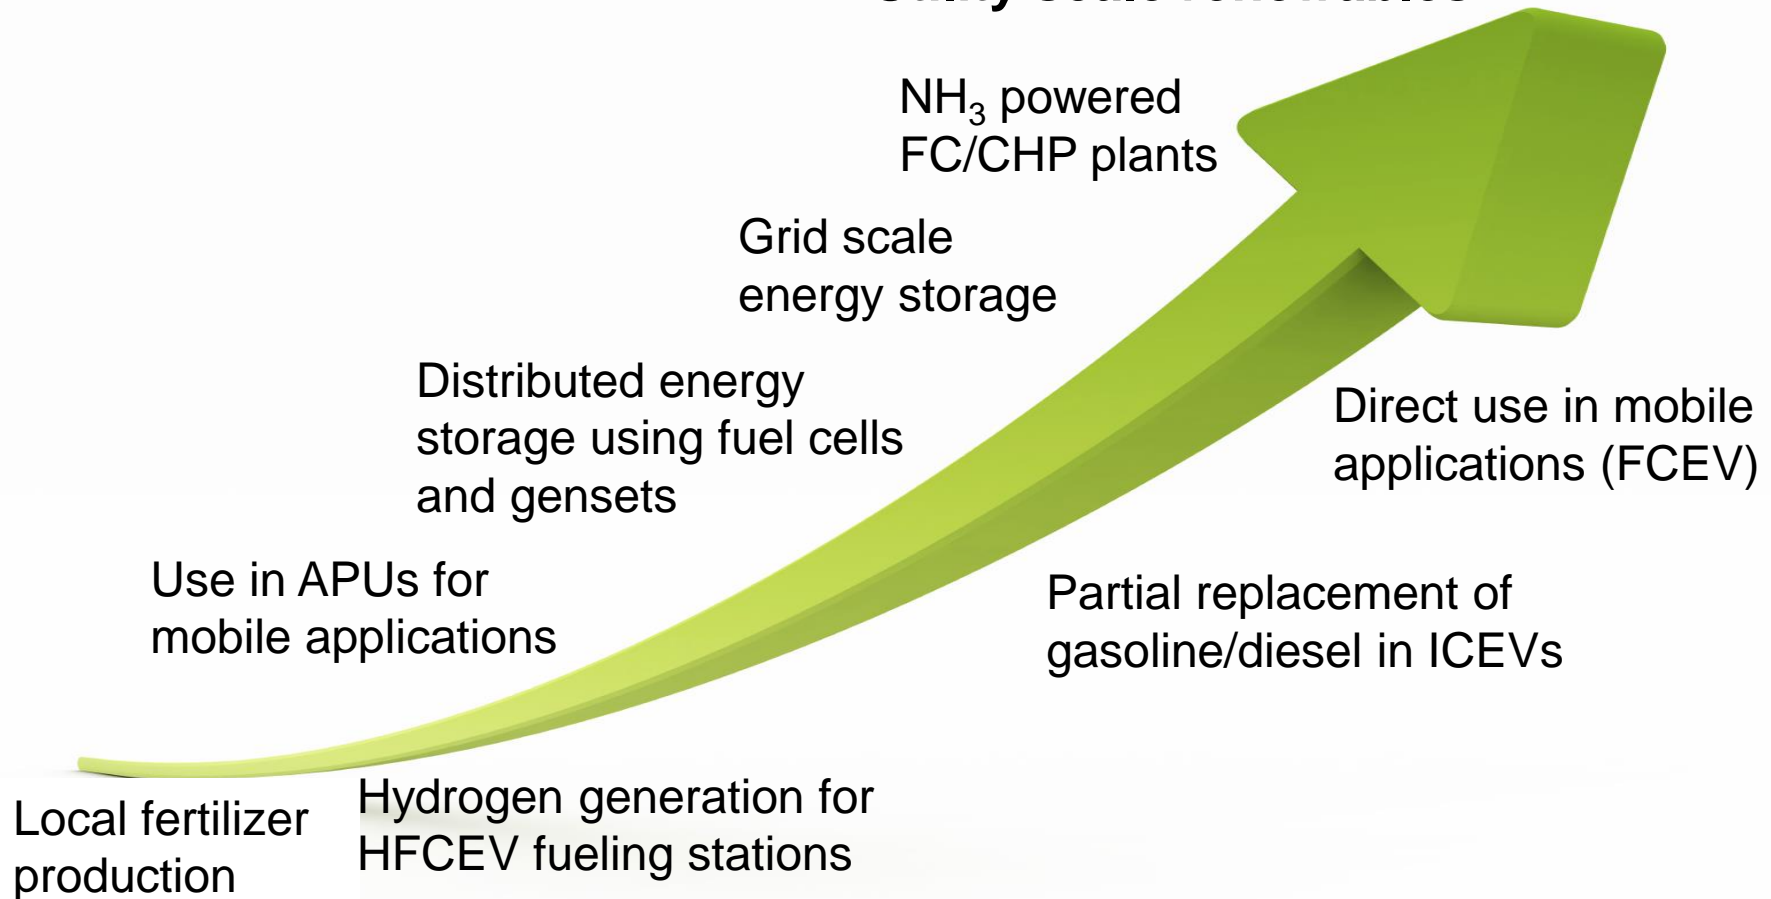 NH₃ powered
FC/CHP plants
Grid scale
energy storage
Distributed energy
storage using fuel cells
and gensets
Direct use in mobile
applications (FCEV)
Use in APUs for
mobile applications
Partial replacement of
gasoline/diesel in ICEVs
Local fertilizer
production
Hydrogen generation for
HFCEV fueling stations